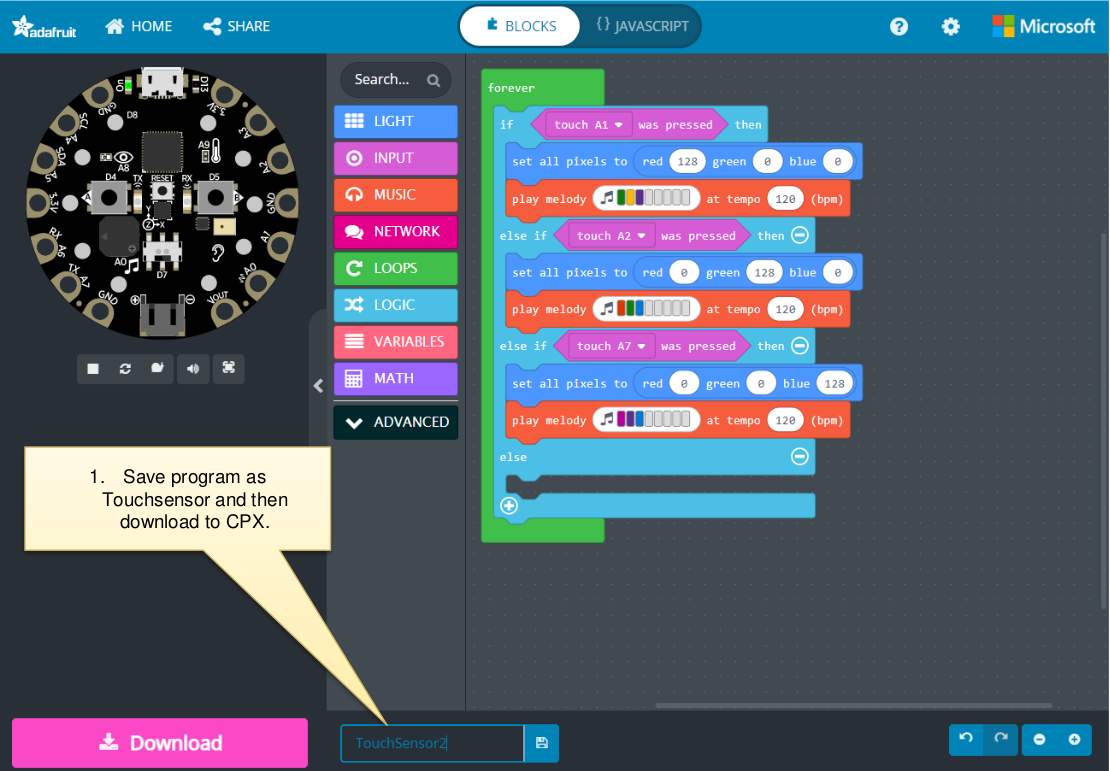 adafruit
HOME
SHARE
BLOCKS
{} JAVASCRIPT
?
Microsoft
D13
3.3V
A3
A2
GND
A1
A0
VOUT
GND
SCL
A4
SDA
A5
3.3V
RX
A6
TX
A7
GND
D8
A8
A9
D4
TX
RESET
RX
D5
A
B
Y
Z
X
A0
D7
Search...
LIGHT
INPUT
MUSIC
NETWORK
LOOPS
LOGIC
VARIABLES
MATH
ADVANCED
forever
if touch A1 was pressed then
set all pixels to red 128 green 0 blue 0
play melody at tempo 120 (bpm)
else if touch A2 was pressed then
set all pixels to red 0 green 128 blue 0
play melody at tempo 120 (bpm)
else if touch A7 was pressed then
set all pixels to red 0 green 0 blue 128
play melody at tempo 120 (bpm)
else
1. Save program as
Touchsensor and then
download to CPX.
Download
TouchSensor2